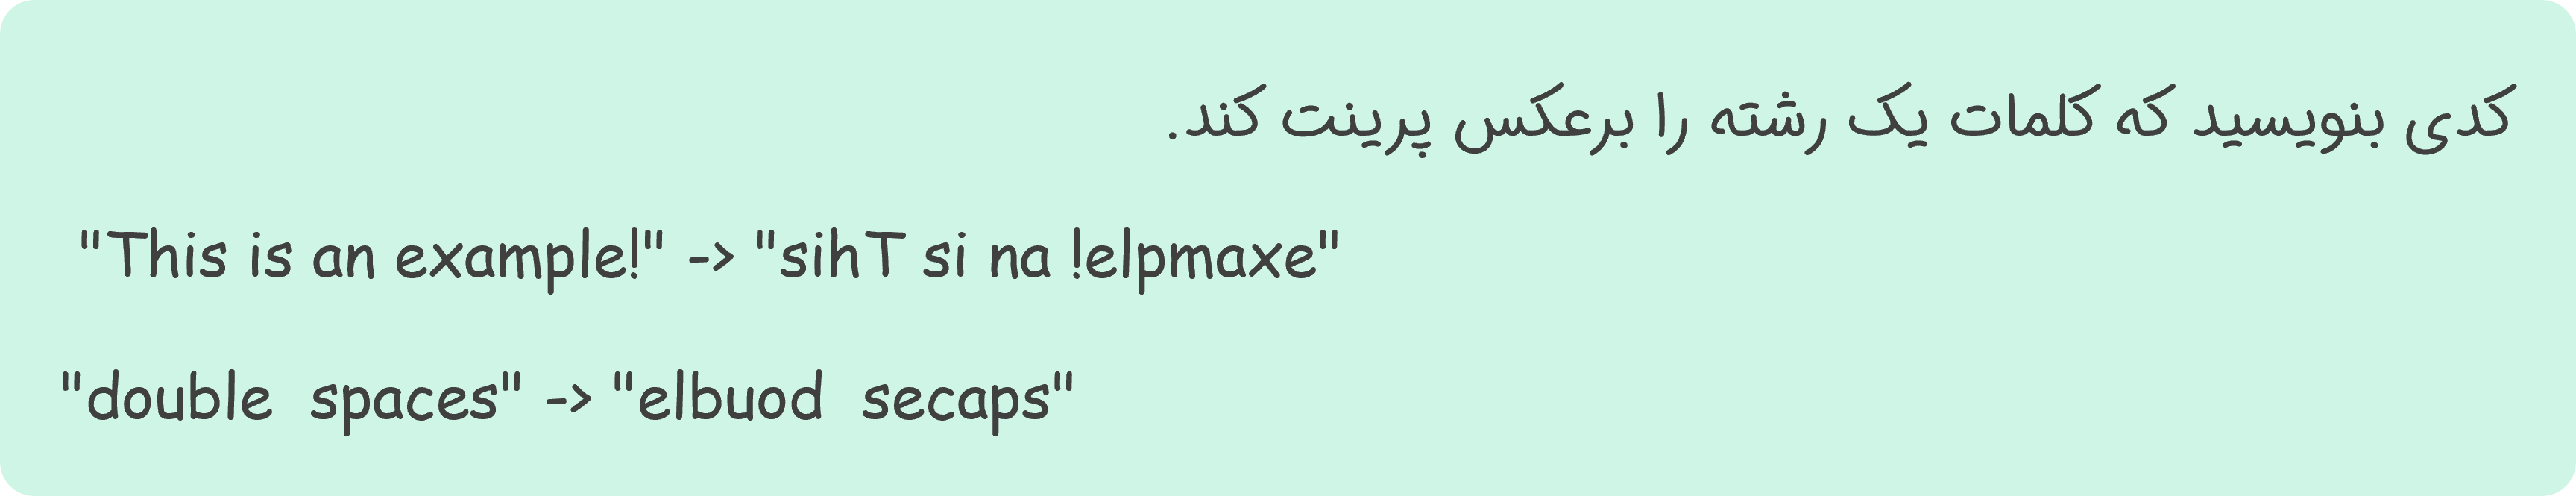 کدی بنویسید که کلمات یک رشته را برعکس پرینت کند.
"This is an example!" -> "sihT si na !elpmaxe"
"double  spaces" -> "elbuod  secaps"